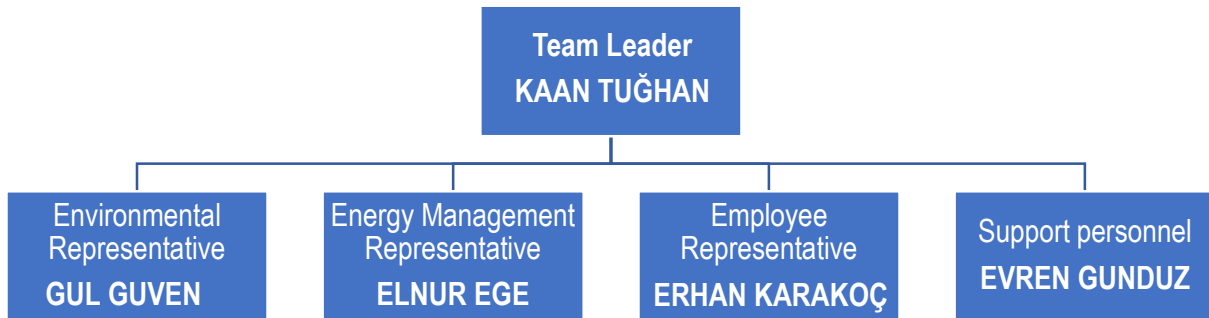 Team Leader
KAAN TUĞHAN
Environmental
Representative
GUL GUVEN
Energy Management
Representative
ELNUR EGE
Employee
Representative
ERHAN KARAKOÇ
Support personnel
EVREN GUNDUZ